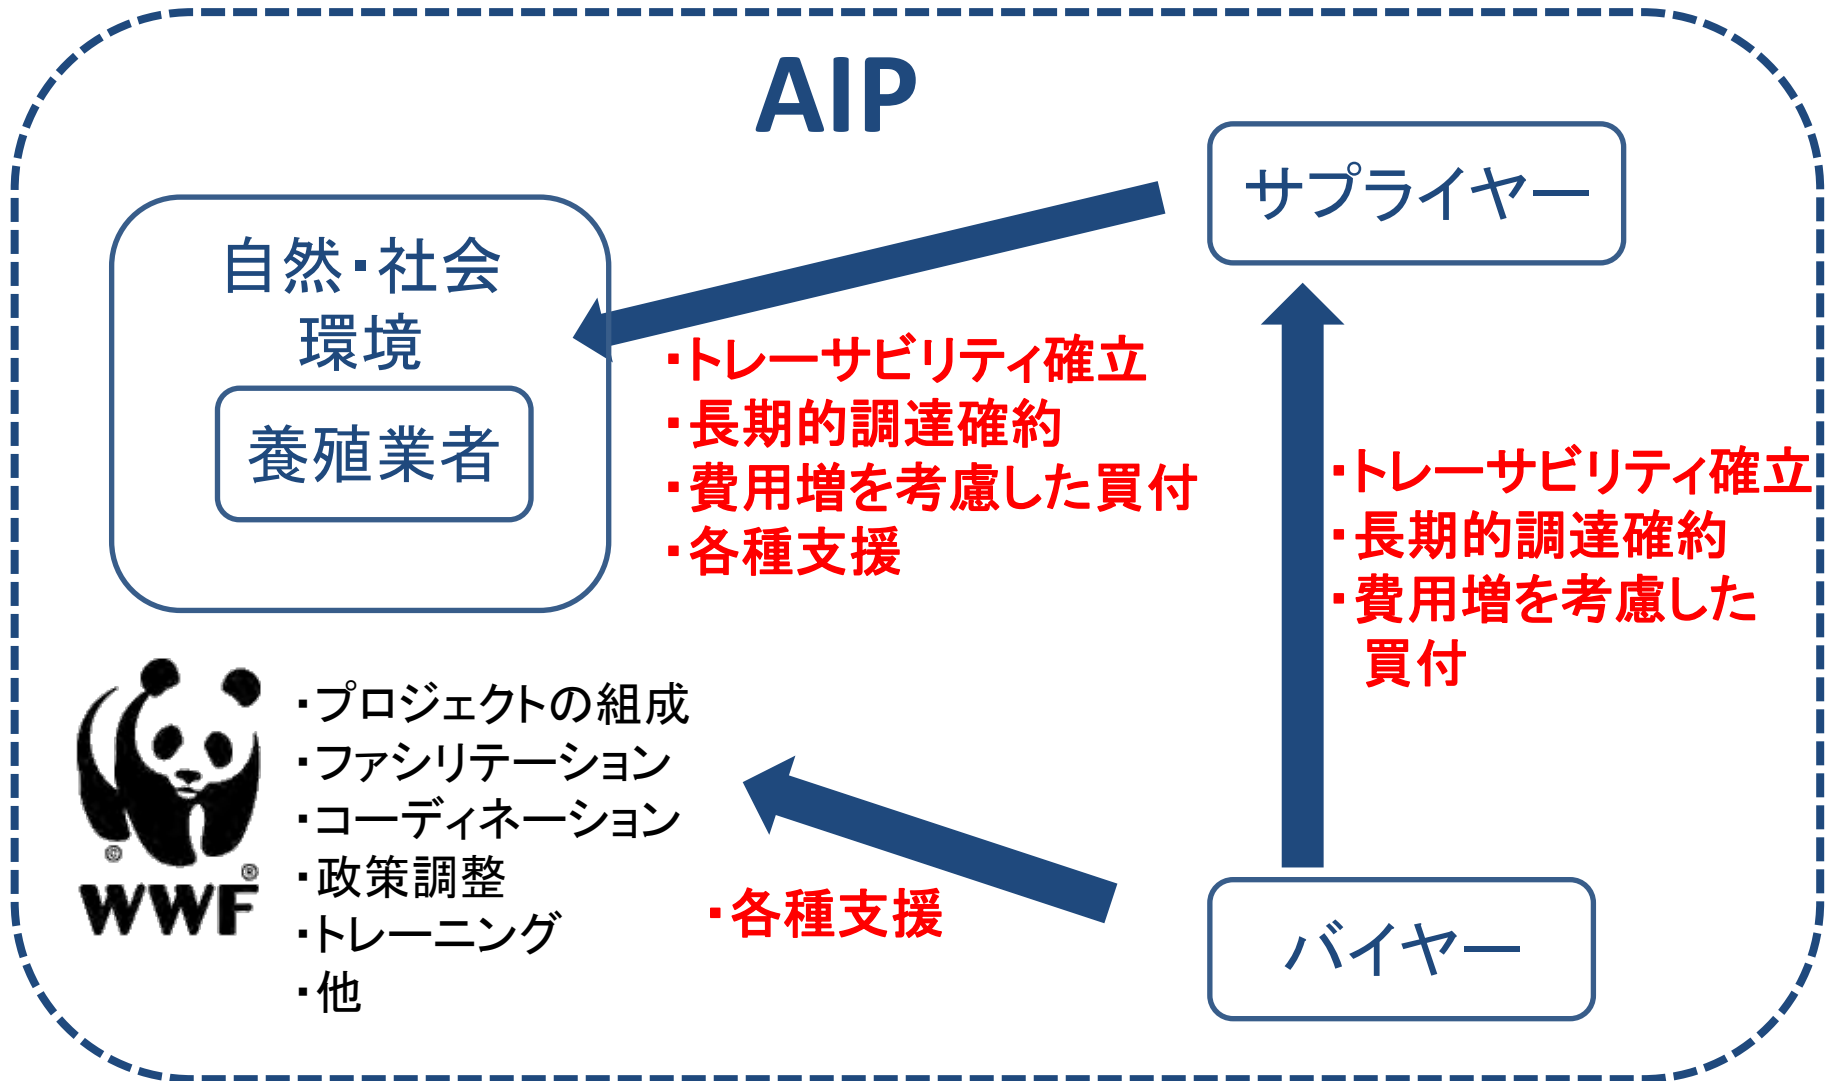 AIP
サプライヤー
自然・社会
環境
養殖業者
・トレーサビリティ確立
・長期的調達確約
・費用増を考慮した買付
・各種支援
・トレーサビリティ確立
・長期的調達確約
・費用増を考慮した
買付
・プロジェクトの組成
・ファシリテーション
・コーディネーション
・政策調整
・トレーニング
・他
©
®
WWF
・各種支援
バイヤー